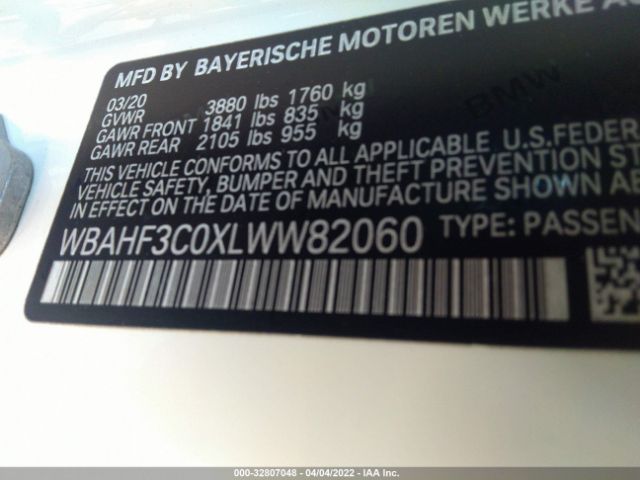 MFD BY BAYERISCHE MOTOREN WERKE
03/20
GVWR 3880 lbs 1760 kg
GAWR FRONT 1841 lbs 835 kg
GAWR REAR 2105 lbs 955 kg
THIS VEHICLE CONFORMS TO ALL APPLICABLE U.S.FEDER
VEHICLE SAFETY, BUMPER AND THEFT PREVENTION ST
EFFECT ON THE DATE OF MANUFACTURE SHOWN AB
WBAHF3C0XLWW82060 TYPE: PASSEN
BMW
000-32807048 - 04/04/2022 - IAA Inc.